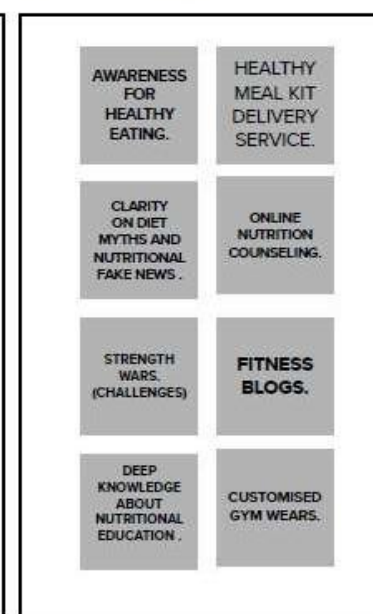 AWARENESS
FOR
HEALTHY
EATING.
HEALTHY
MEAL KIT
DELIVERY
SERVICE.
CLARITY
ON DIET
MYTHS AND
NUTRITIONAL
FAKE NEWS .
ONLINE
NUTRITION
COUNSELING.
STRENGTH
WARS.
(CHALLENGES)
FITNESS
BLOGS.
DEEP
KNOWLEDGE
ABOUT
NUTRITIONAL
EDUCATION .
CUSTOMISED
GYM WEARS.